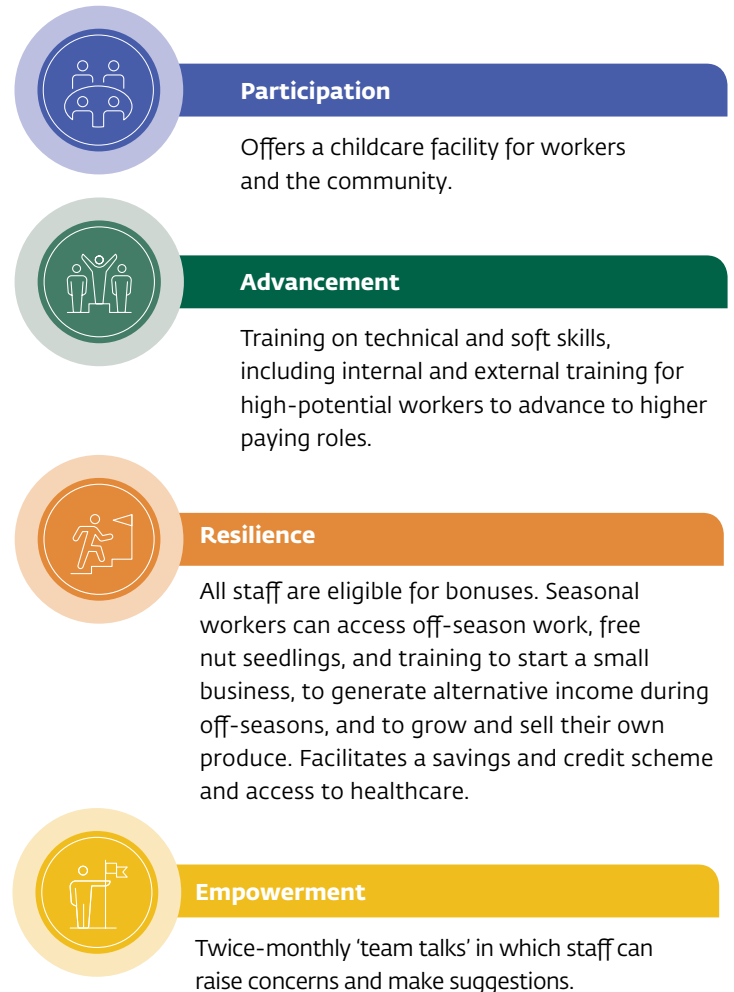 Participation
Offers a childcare facility for workers
and the community.
Advancement
Training on technical and soft skills,
including internal and external training for
high-potential workers to advance to higher
paying roles.
Resilience
All staff are eligible for bonuses. Seasonal
workers can access off-season work, free
nut seedlings, and training to start a small
business, to generate alternative income during
off-seasons, and to grow and sell their own
produce. Facilitates a savings and credit scheme
and access to healthcare.
Empowerment
Twice-monthly ‘team talks’ in which staff can
raise concerns and make suggestions.